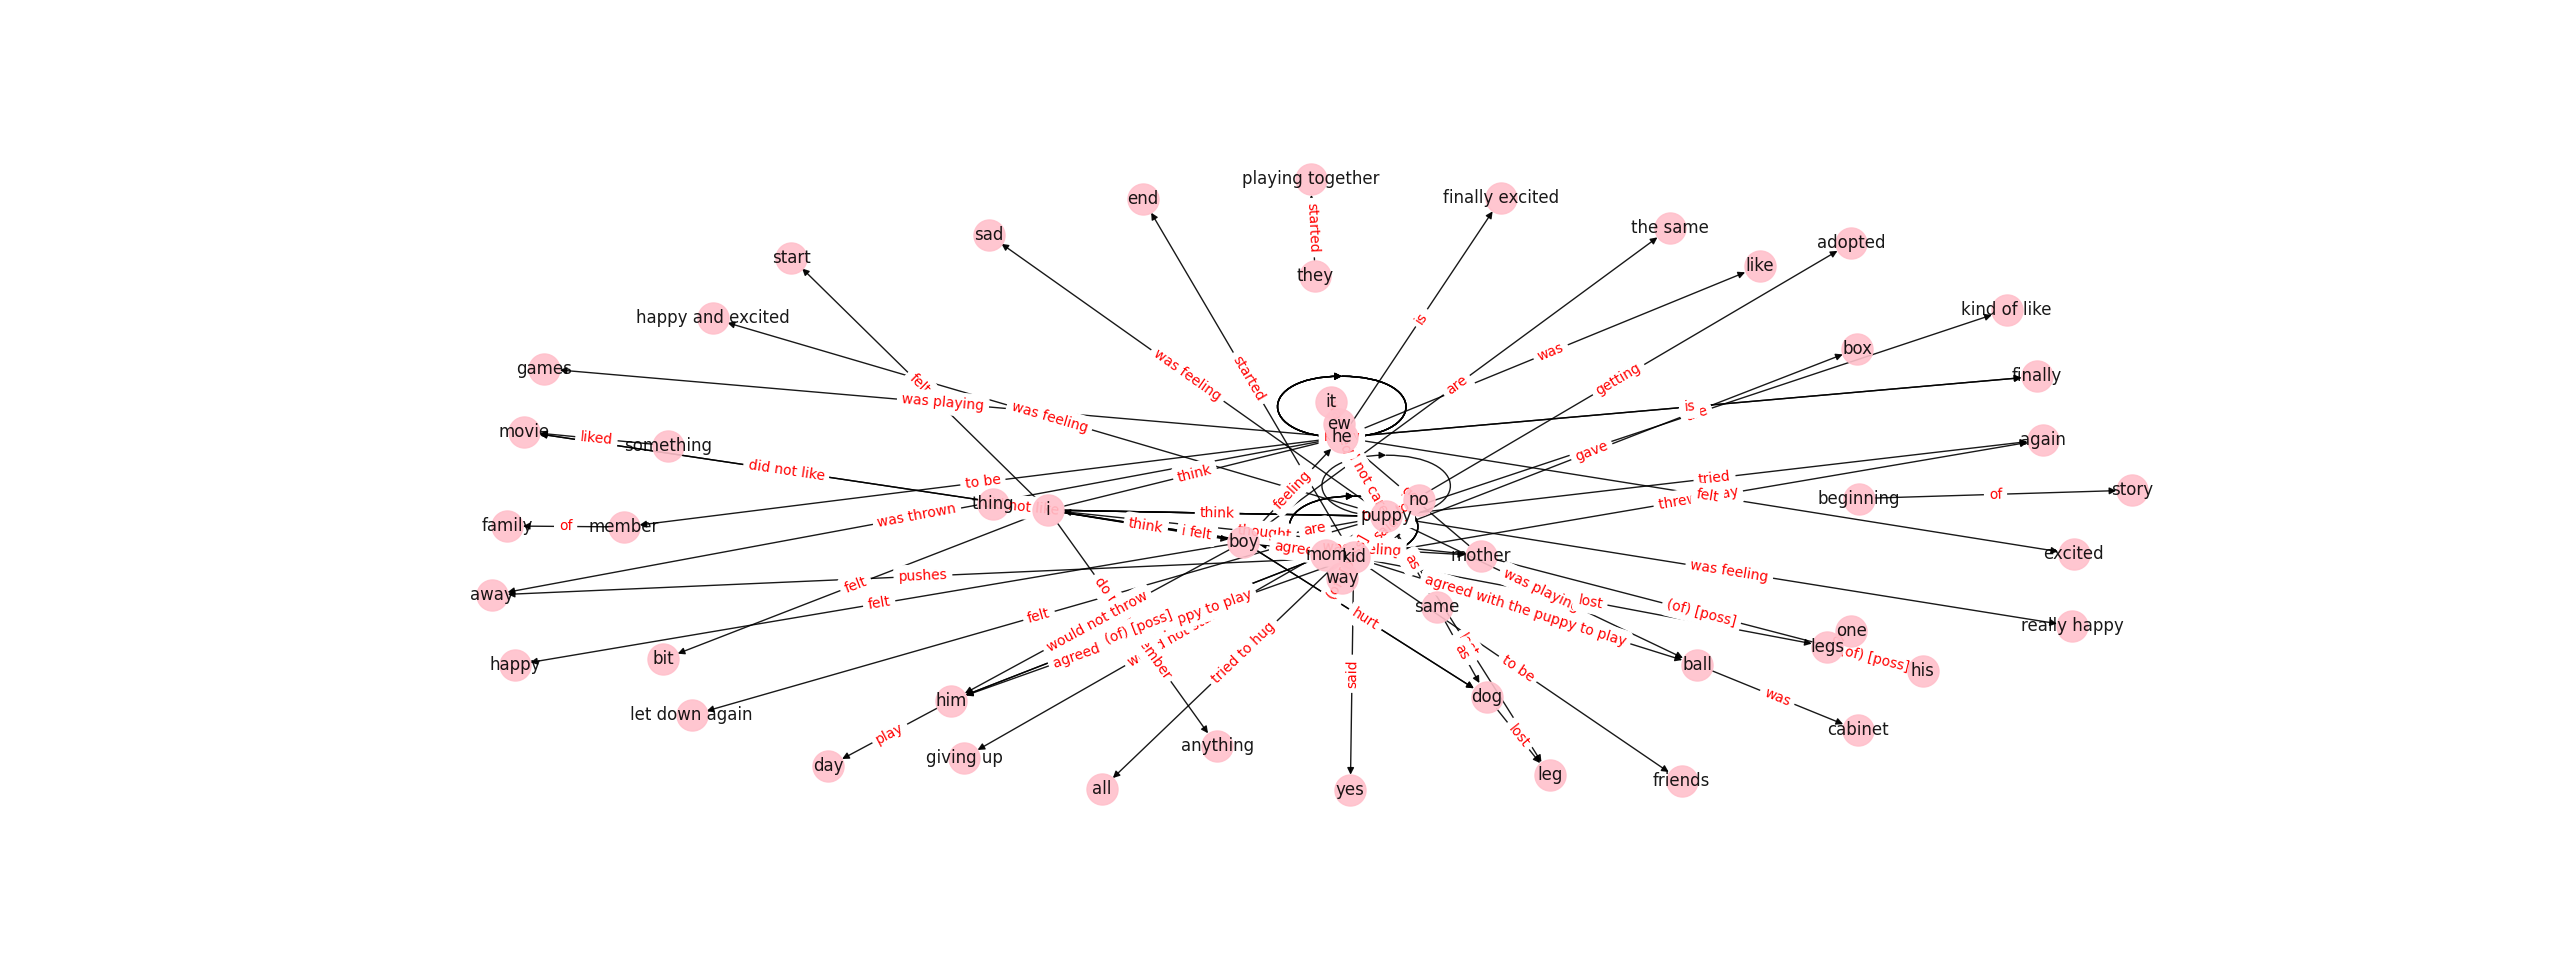 playing together
end
finally excited
sad
the same
started
adopted
start
like
they
kind of like
happy and excited
is
box
was
games
was feeling
started
finally
felt
are
getting
was playing
it
is
was feeling
ew
movie
liked
something
he
again
gave
did not like
think
tried
to be
feeling
story
beginning
of
felt
thing
i
no
was thrown
think
puppy
family
of
member
think
i felt
are
boy
mom
kid
mother
excited
pushes
as
was feeling
away
way
felt
felt
was playing
lost
agreed with the puppy to play
(of) [poss]
would not throw
hurt
same
felt
really happy
agreed
(of) [poss]
one
legs
happy
bit
tried to hug
as
to be
(of) [poss]
his
said
ball
him
dog
was
let down again
play
lost
cabinet
anything
day
giving up
leg
friends
all
yes